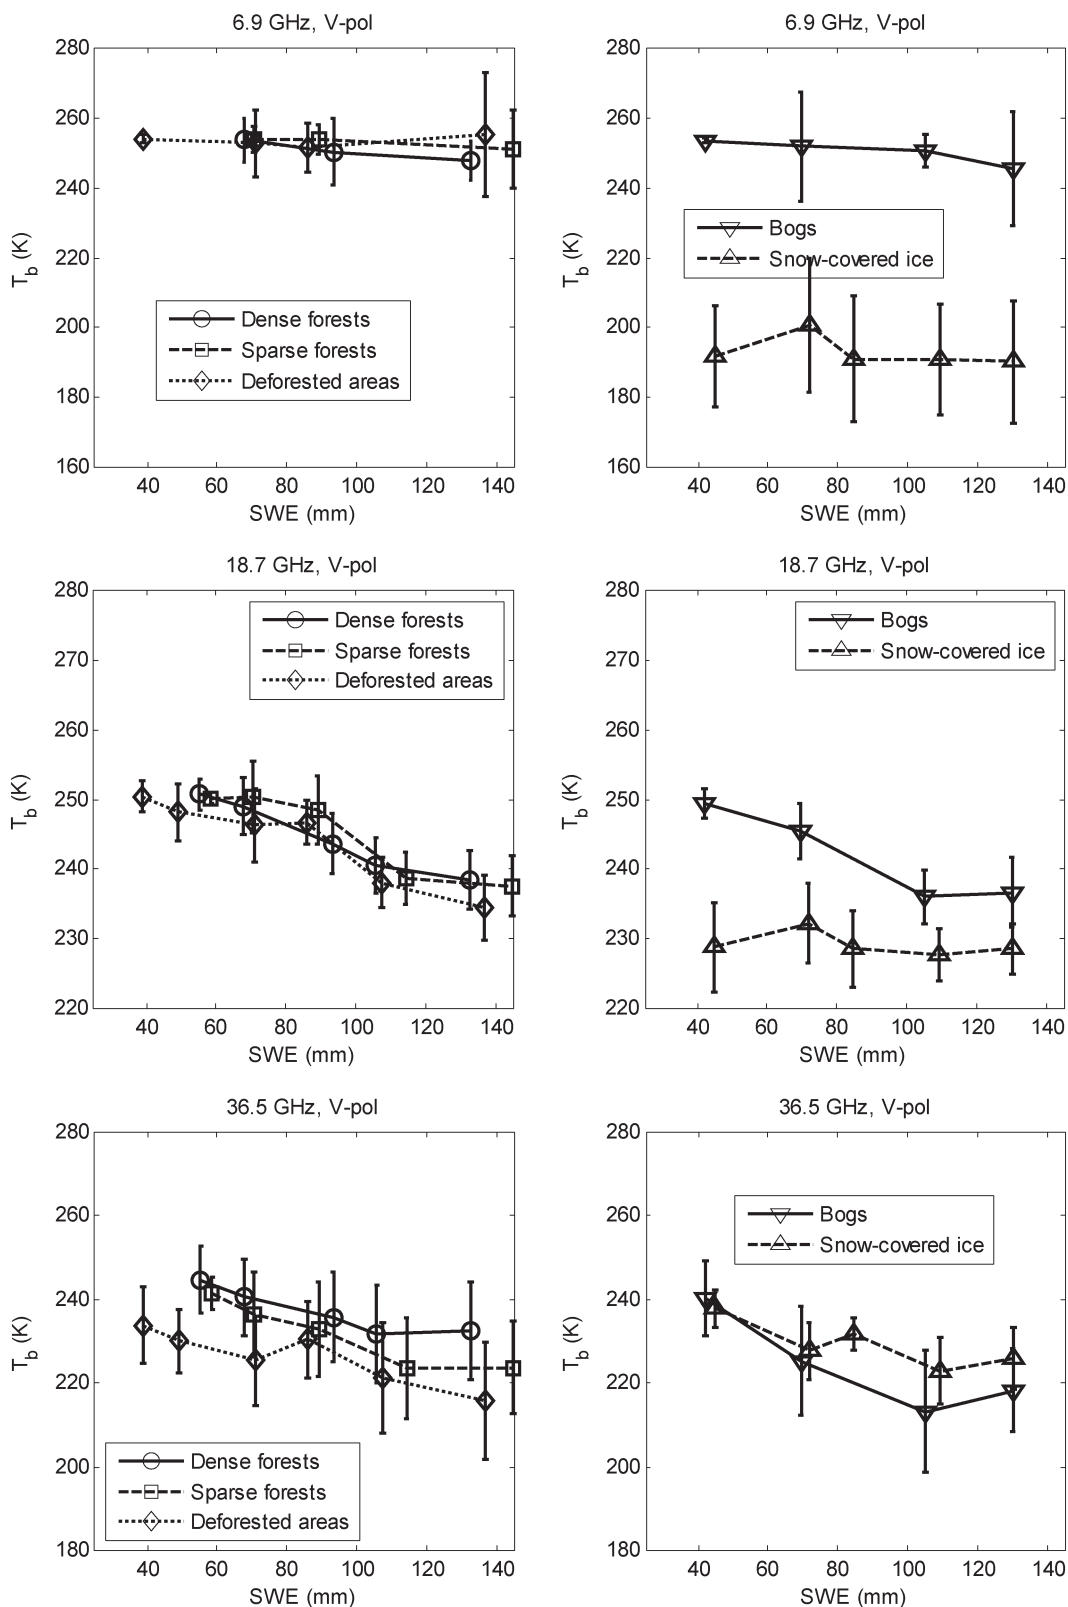 6.9 GHz, V-pol
280
260
240
220
200
180
160
T_b (K)
Dense forests
Sparse forests
Deforested areas
40 60 80 100 120 140
SWE (mm)
6.9 GHz, V-pol
280
260
240
220
200
180
160
T_b (K)
Bogs
Snow-covered ice
40 60 80 100 120 140
SWE (mm)
18.7 GHz, V-pol
280
270
260
250
240
230
220
T_b (K)
Dense forests
Sparse forests
Deforested areas
40 60 80 100 120 140
SWE (mm)
18.7 GHz, V-pol
280
270
260
250
240
230
220
T_b (K)
Bogs
Snow-covered ice
40 60 80 100 120 140
SWE (mm)
36.5 GHz, V-pol
280
260
240
220
200
180
T_b (K)
Dense forests
Sparse forests
Deforested areas
40 60 80 100 120 140
SWE (mm)
36.5 GHz, V-pol
280
260
240
220
200
180
T_b (K)
Bogs
Snow-covered ice
40 60 80 100 120 140
SWE (mm)